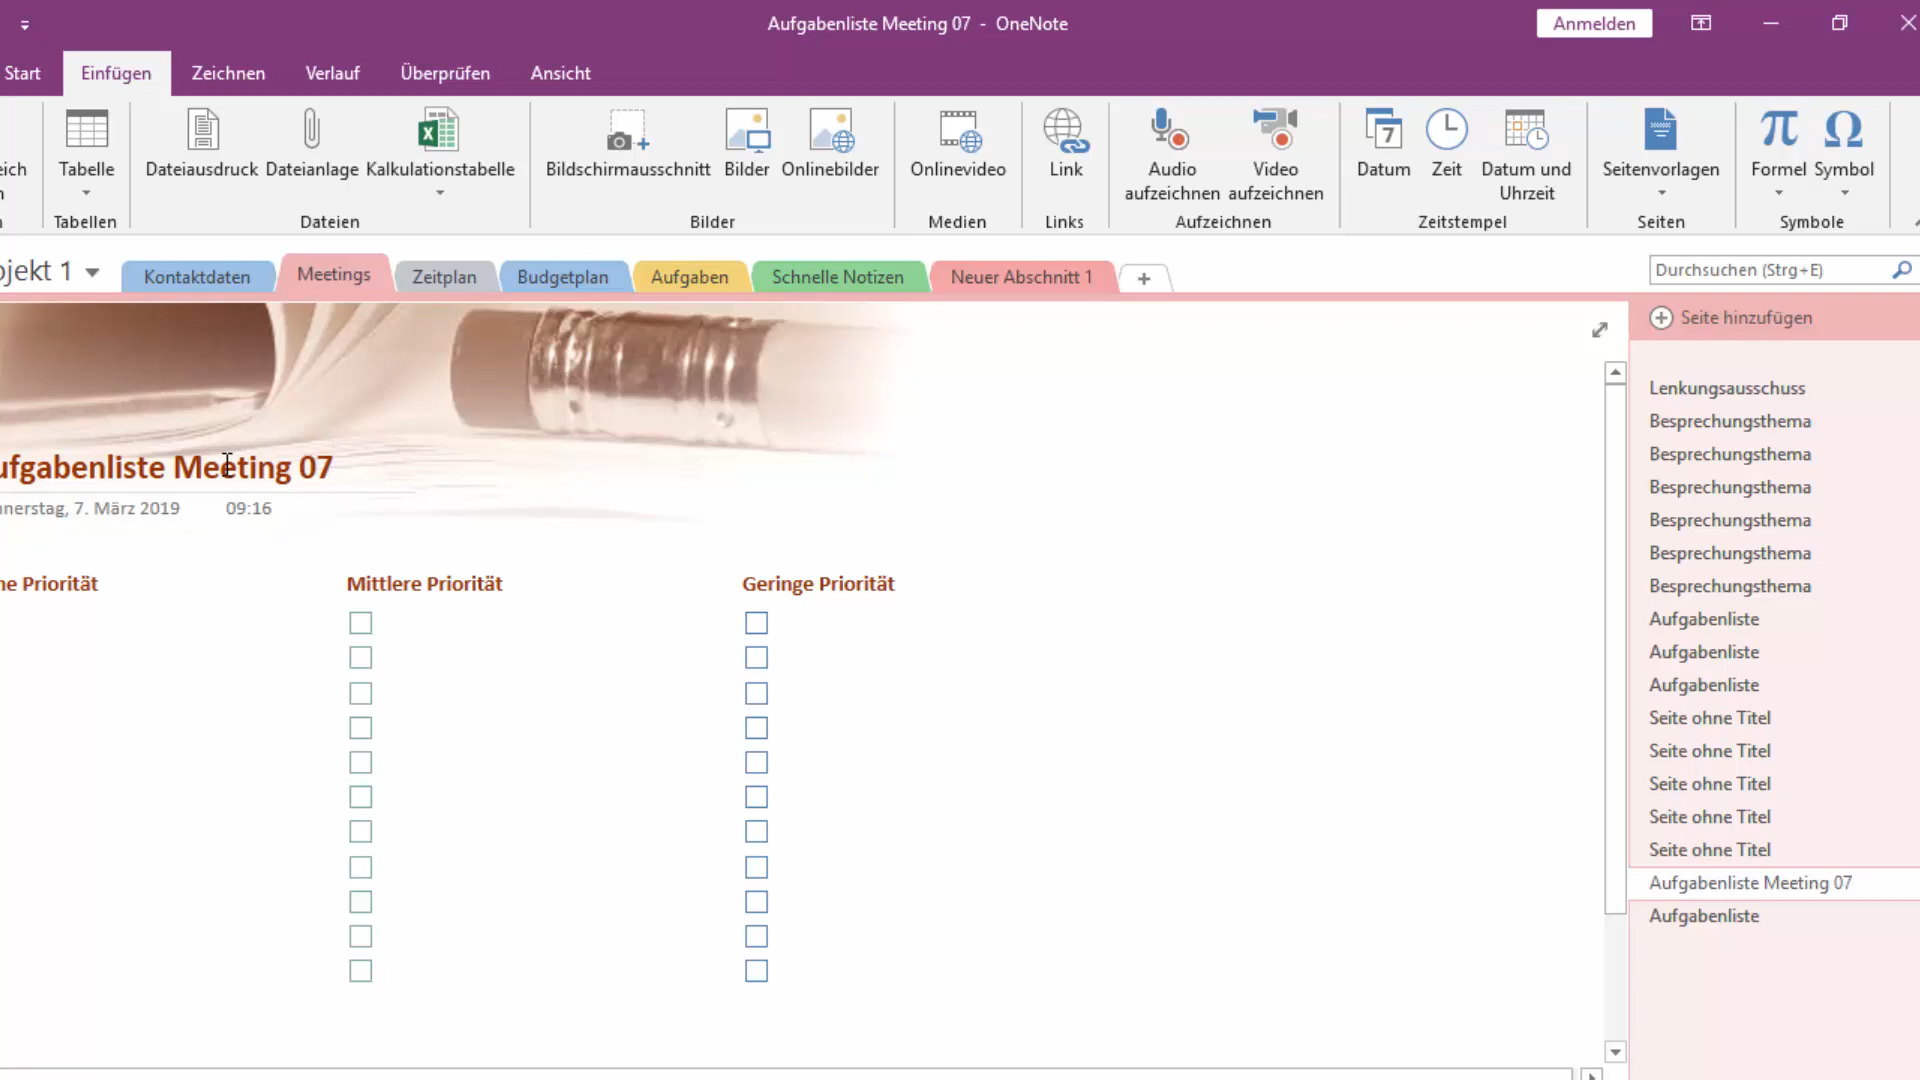 Aufgabenliste Meeting 07 - OneNote
Anmelden
Start Einfügen Zeichnen Verlauf Überprüfen Ansicht
Tabelle Dateiausdruck Dateianlage Kalkulationstabelle Bildschirmausschnitt Bilder Onlinebilder Onlinevideo Link Audio aufzeichnen Video aufzeichnen Datum Zeit Datum und Uhrzeit Seitenvorlagen Formel Symbol
Tabellen Dateien Bilder Medien Links Aufzeichnen Zeitstempel Seiten Symbole
ojekt 1 Kontaktdaten Meetings Zeitplan Budgetplan Aufgaben Schnelle Notizen Neuer Abschnitt 1 +
Durchsuchen (Strg+E)
Seite hinzufügen
ufgabenliste Meeting 07
nnerstag, 7. März 2019 09:16
he Priorität Mittlere Priorität Geringe Priorität
Lenkungsausschuss
Besprechungsthema
Besprechungsthema
Besprechungsthema
Besprechungsthema
Besprechungsthema
Besprechungsthema
Aufgabenliste
Aufgabenliste
Aufgabenliste
Seite ohne Titel
Seite ohne Titel
Seite ohne Titel
Seite ohne Titel
Seite ohne Titel
Aufgabenliste Meeting 07
Aufgabenliste